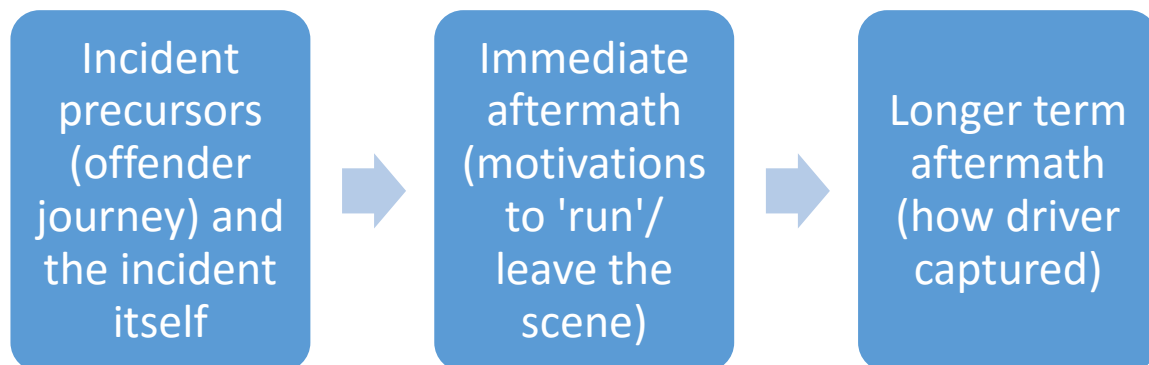 Incident
precursors
(offender
journey) and
the incident
itself
Immediate
aftermath
(motivations
to 'run'/
leave the
scene)
Longer term
aftermath
(how driver
captured)